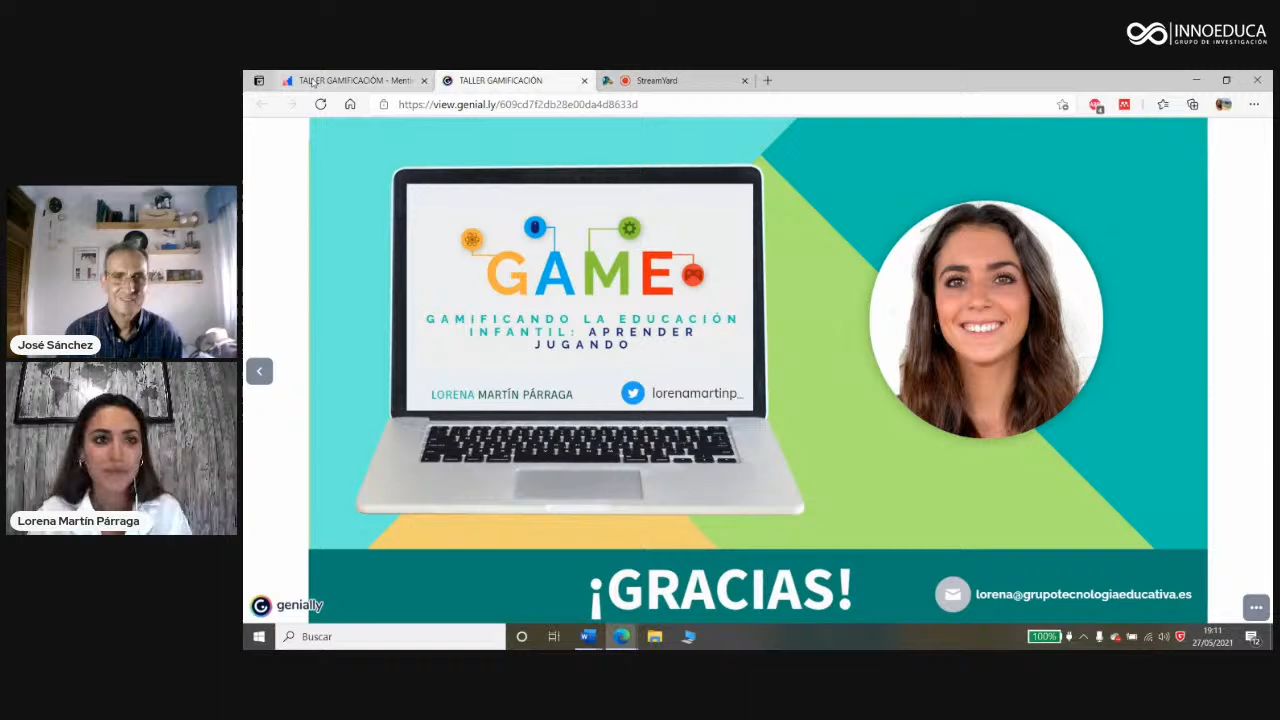 INNOEDUCA
GRUPO DE INVESTIGACIÓN
TALLER GAMIFICACIÓM - Menti
TALLER GAMIFICACIÓN
StreamYard
https://view.genial.ly/609cd7f2db28e00da4d8633d
GAME
GAMIFICANDO LA EDUCACIÓN
INFANTIL: APRENDER
JUGANDO
LORENA MARTÍN PÁRRAGA
lorenamartinp_
José Sánchez
Lorena Martín Párraga
¡GRACIAS!
lorena@grupotecnologiaeducativa.es
genially
Buscar
100%
19:11
27/05/2021